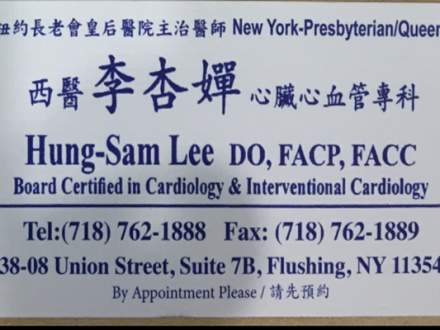 紐約長老會皇后醫院主治醫師 New York-Presbyterian/Queen
西醫 李杏嬋 心臟心血管專科
Hung-Sam Lee DO, FACP, FACC
Board Certified in Cardiology & Interventional Cardiology
Tel:(718) 762-1888 Fax: (718) 762-1889
38-08 Union Street, Suite 7B, Flushing, NY 11354
By Appointment Please / 請先預約